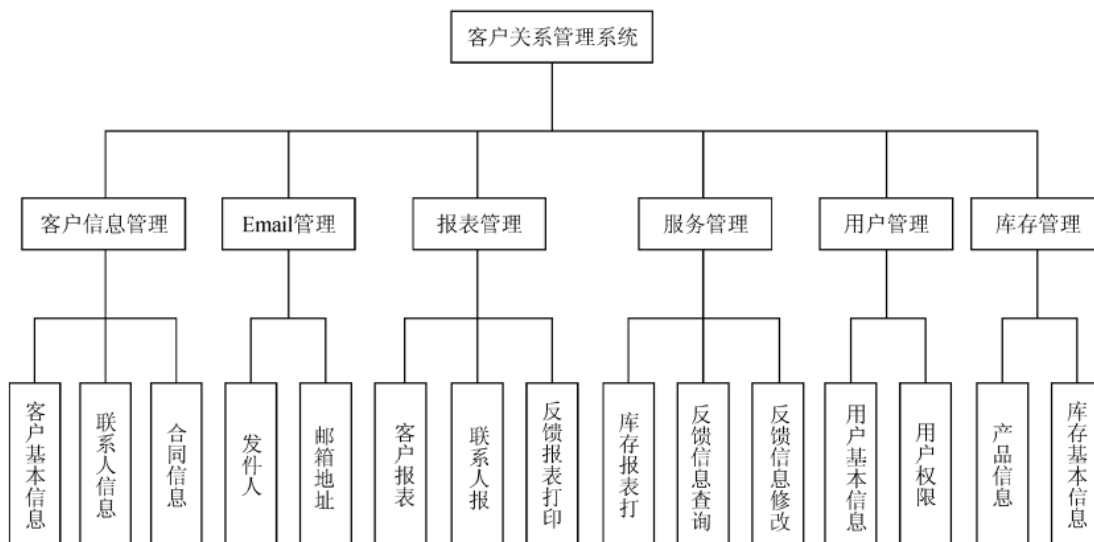 客户关系管理系统
客户信息管理
Email管理
报表管理
服务管理
用户管理
库存管理
客户基本信息
联系人信息
合同信息
发件人
邮箱地址
客户报表
联系人报
反馈报表打印
库存报表打
反馈信息查询
反馈信息修改
用户基本信息
用户权限
产品信息
库存基本信息